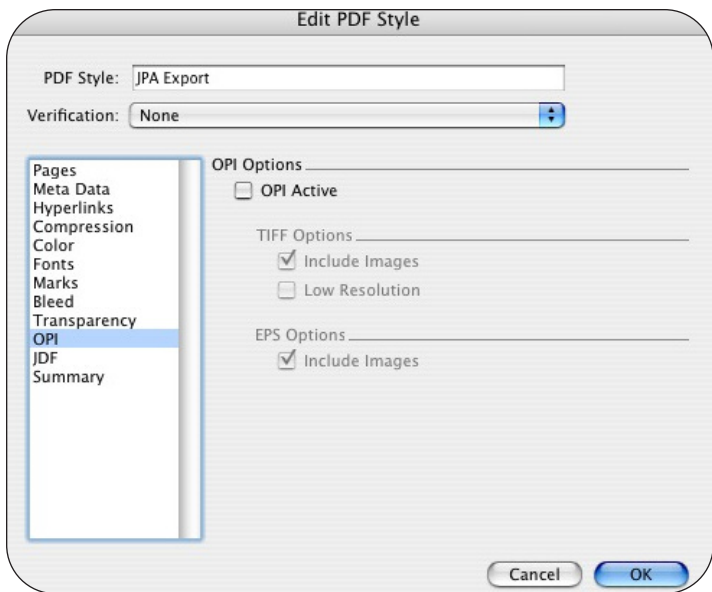 Edit PDF Style
PDF Style: JPA Export
Verification: None
Pages
Meta Data
Hyperlinks
Compression
Color
Fonts
Marks
Bleed
Transparency
OPI
JDF
Summary
OPI Options
OPI Active
TIFF Options
Include Images
Low Resolution
EPS Options
Include Images
Cancel
OK